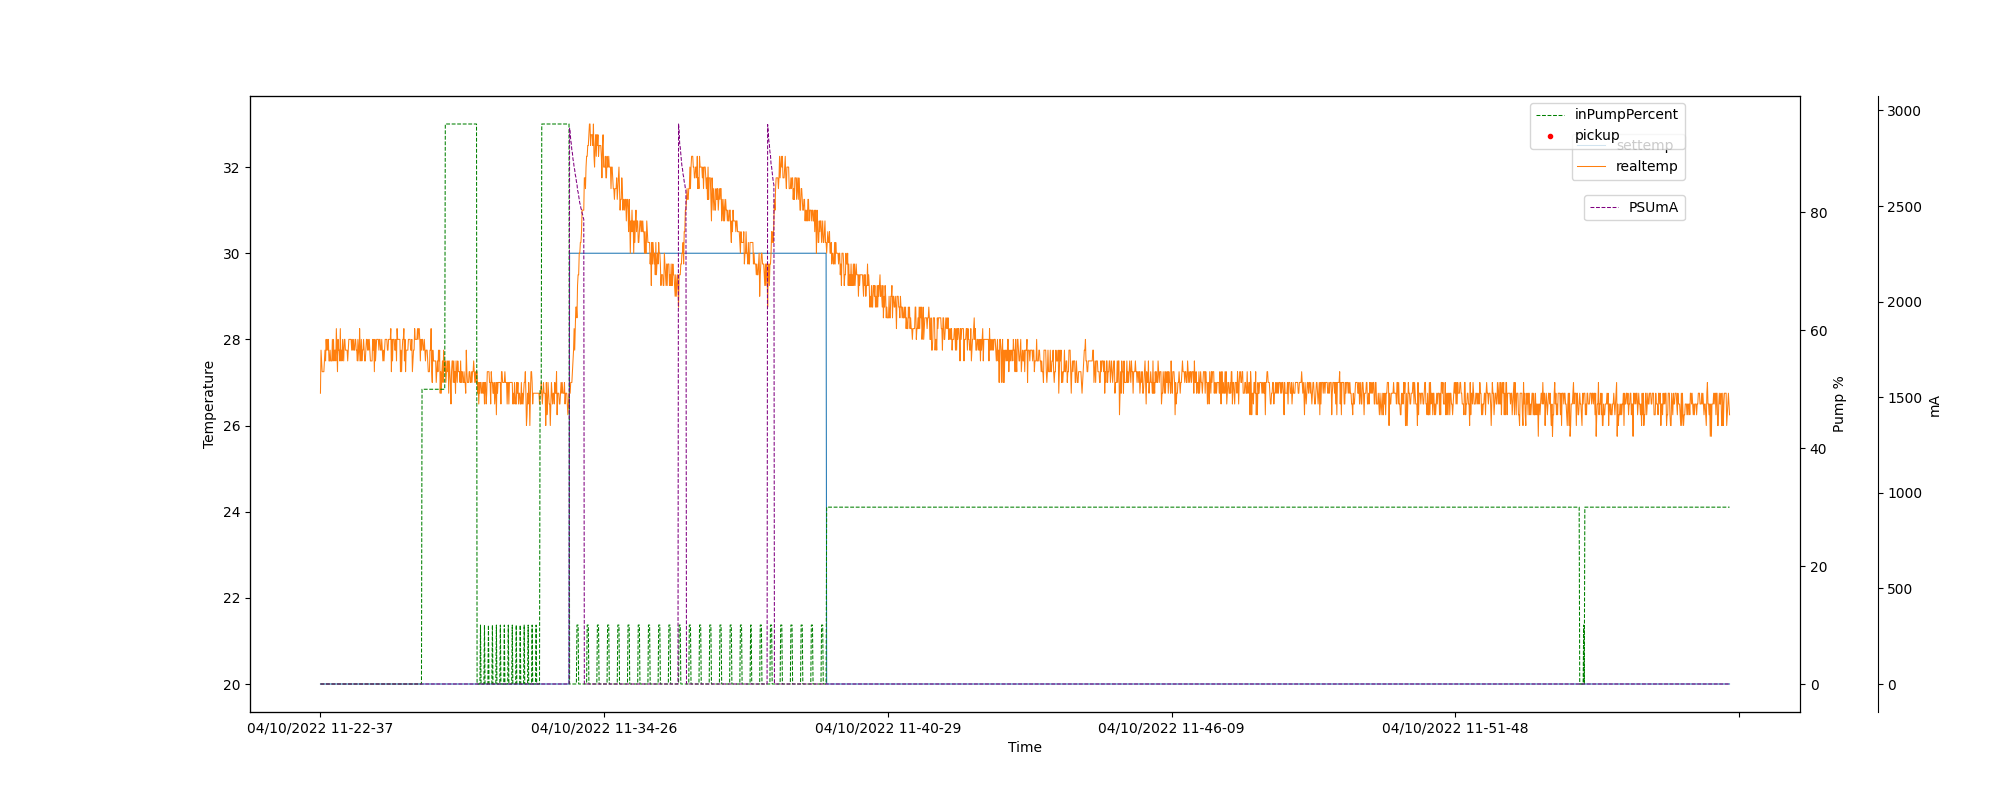 inPumpPercent
pickup
settemp
realtemp
PSUmA
3000
2500
2000
1500
1000
500
0
mA
80
60
40
20
0
Pump %
32
30
28
26
24
22
20
Temperature
04/10/2022 11-22-37
04/10/2022 11-34-26
04/10/2022 11-40-29
04/10/2022 11-46-09
04/10/2022 11-51-48
Time